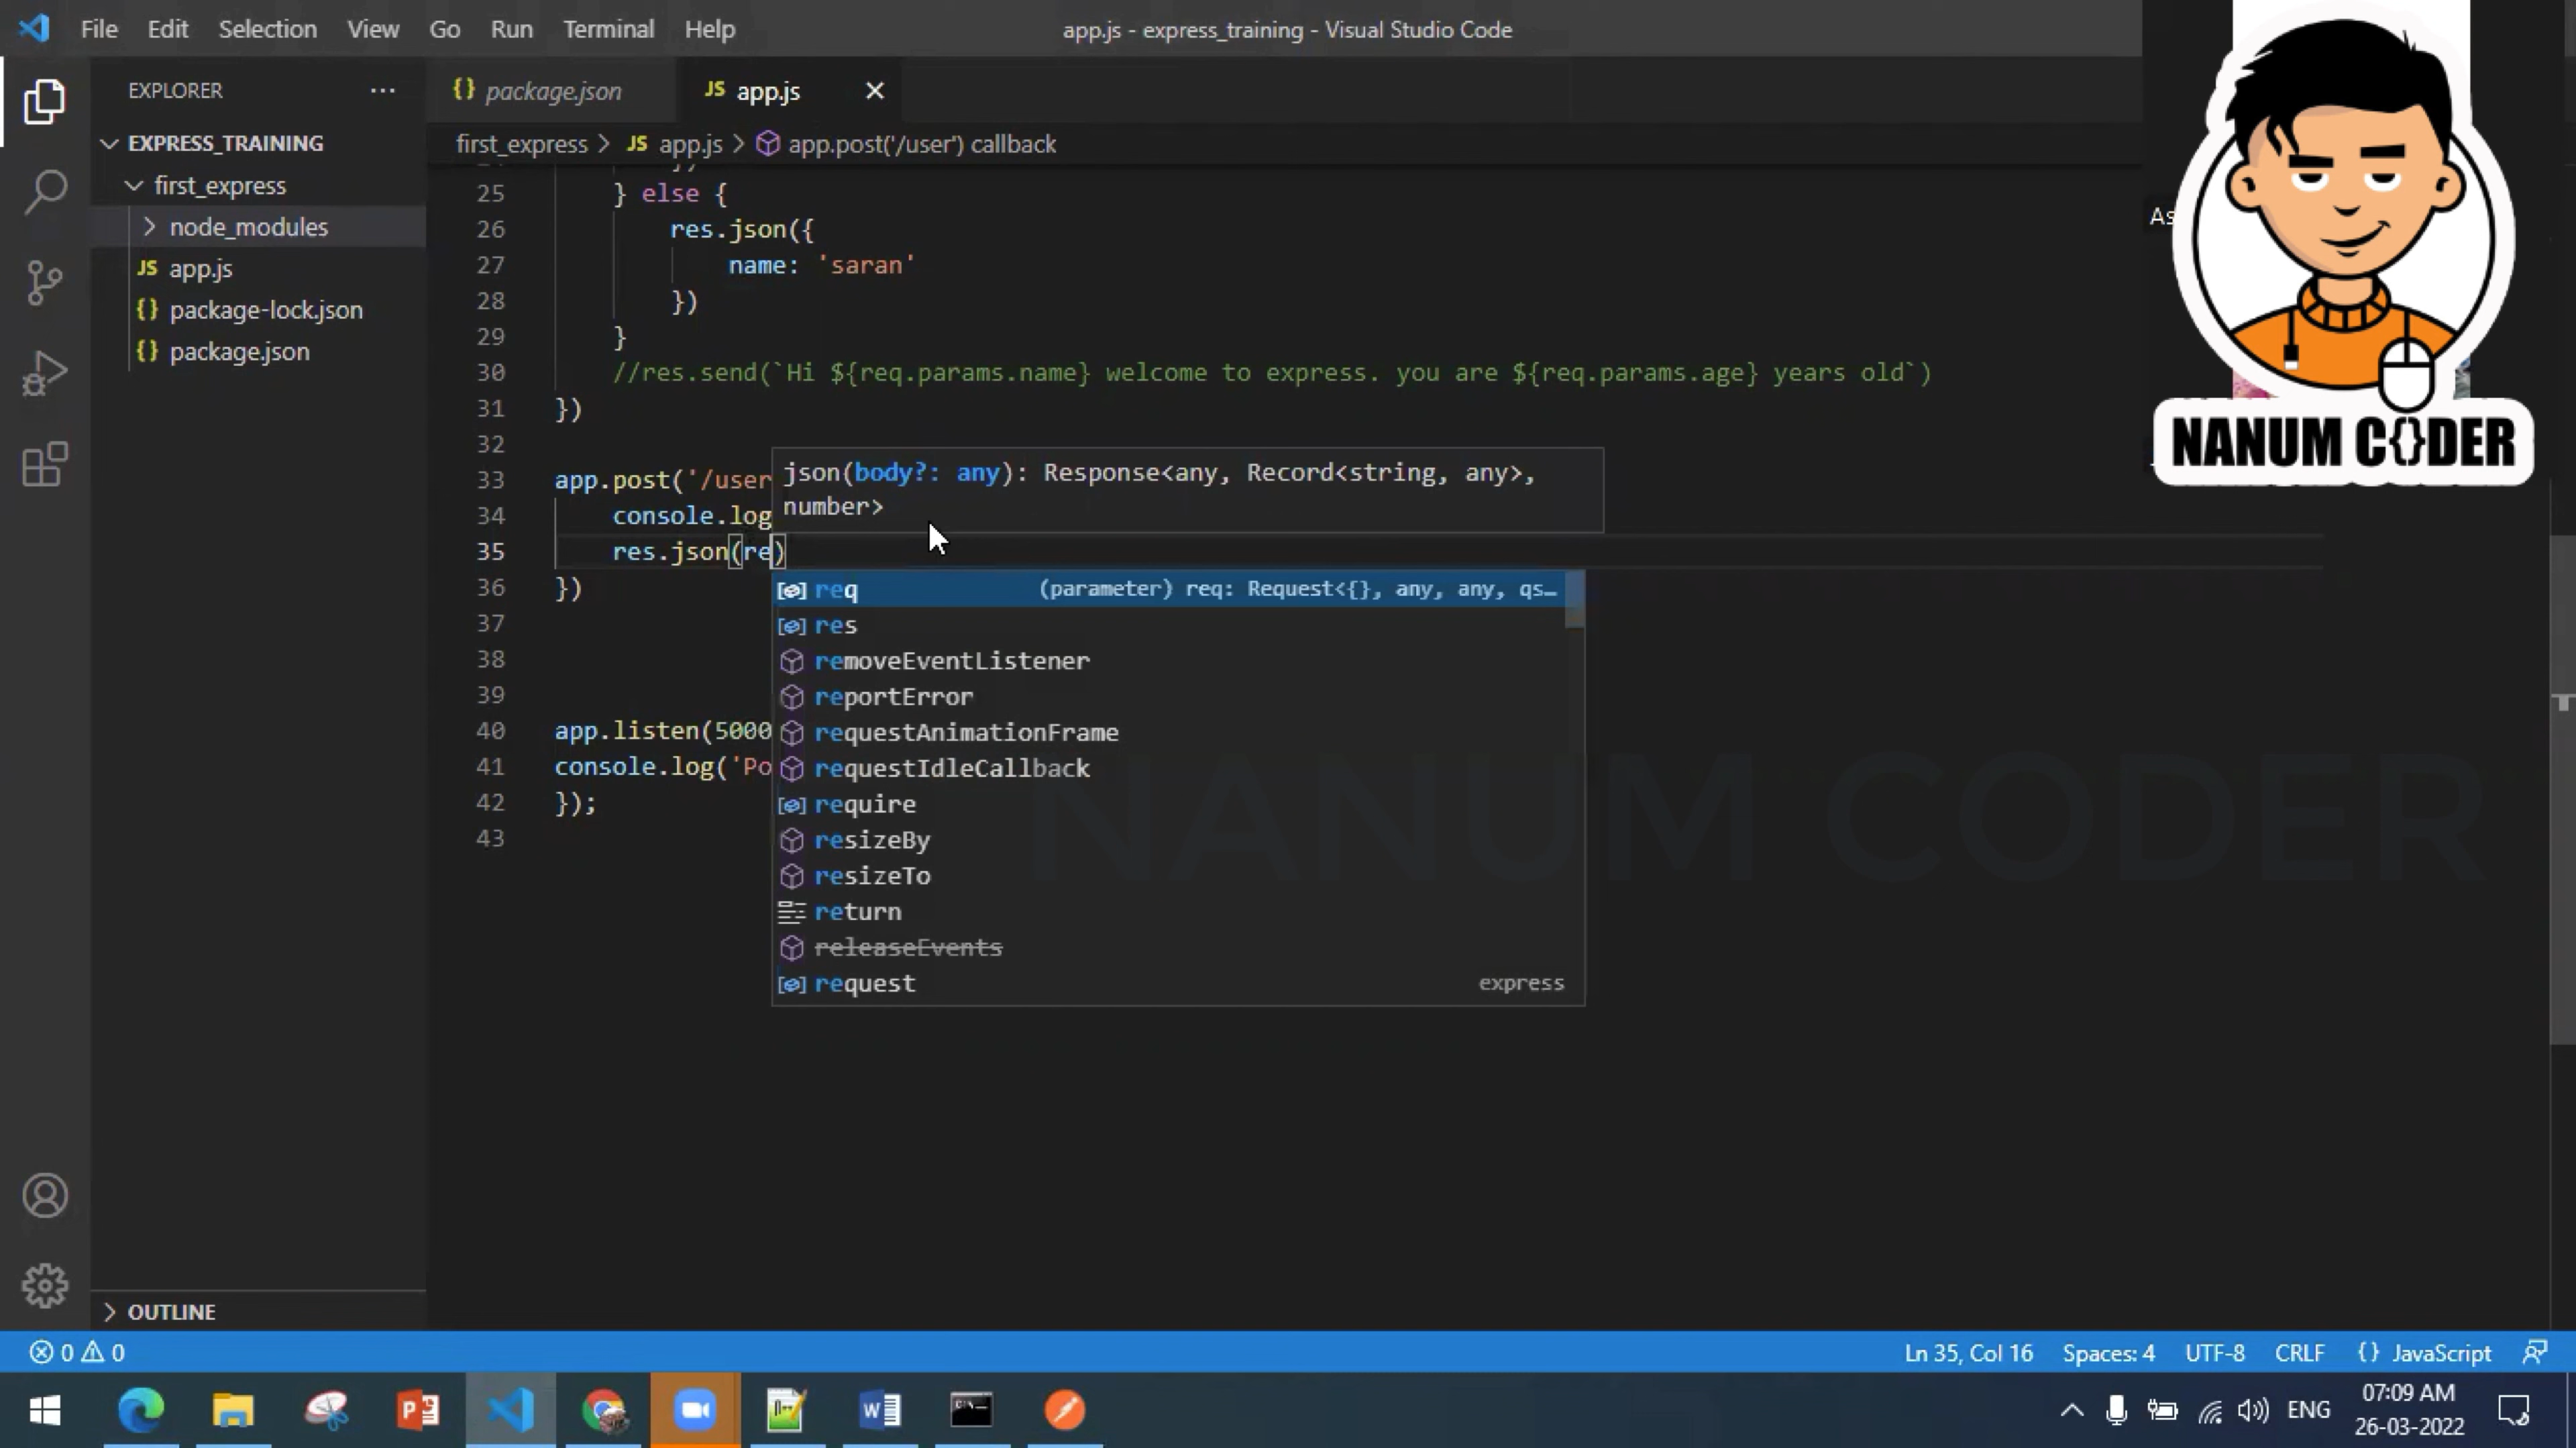 File Edit Selection View Go Run Terminal Help
app.js - express_training - Visual Studio Code
EXPLORER ...
{} package.json
JS app.js
EXPRESS_TRAINING
first_express > JS app.js > app.post('/user') callback
first_express
node_modules
JS app.js
{} package-lock.json
{} package.json
25 } else {
26 res.json({
27 name: 'saran'
28 })
29 }
30 //res.send(`Hi ${req.params.name} welcome to express. you are ${req.params.age} years old`)
31 })
32
33 app.post('/user
34 console.log
35 res.json(re)
36 })
37
38
39
40 app.listen(5000
41 console.log('Po
42 });
43
json(body?: any): Response<any, Record<string, any>,
number>
req (parameter) req: Request<{}, any, any, qs…
res
removeEventListener
reportError
requestAnimationFrame
requestIdleCallback
require
resizeBy
resizeTo
return
releaseEvents
request express
As
NANUM C{}DER
NANUM CODER
OUTLINE
0 0
Ln 35, Col 16 Spaces: 4 UTF-8 CRLF {} JavaScript
ENG
07:09 AM
26-03-2022